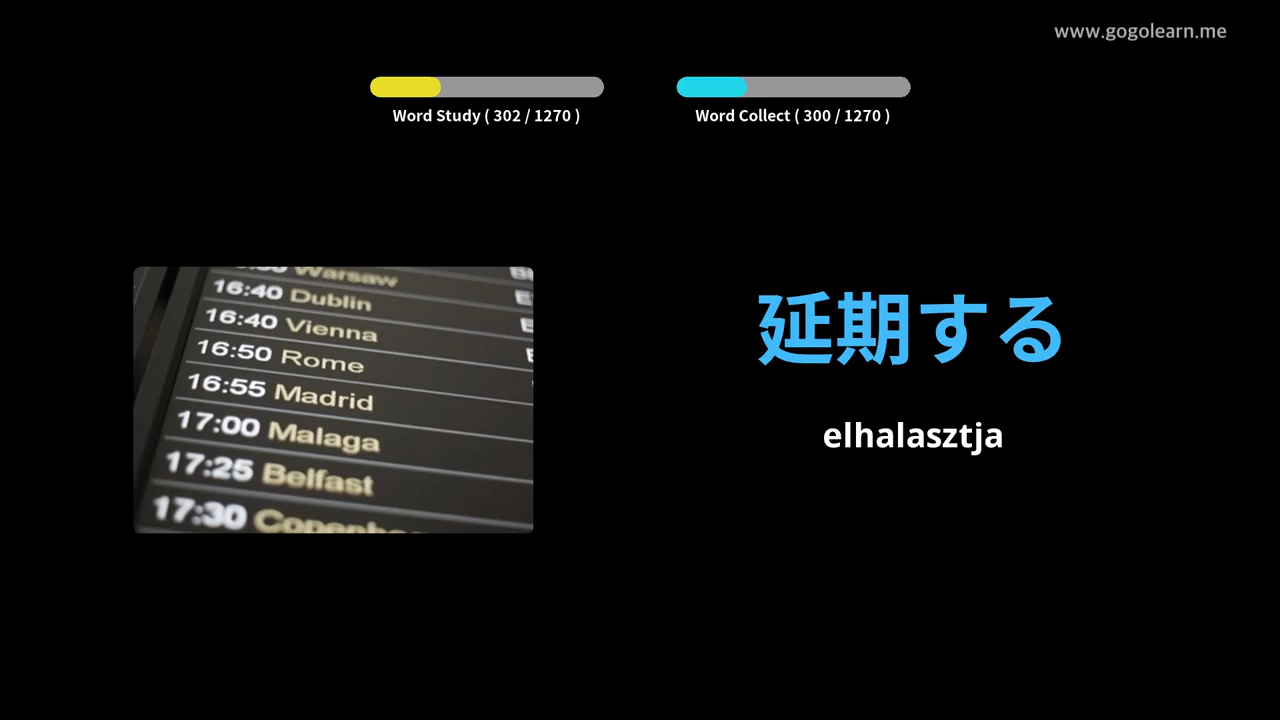 www.gogolearn.me
Word Study ( 302 / 1270 )
Word Collect ( 300 / 1270 )
Warsaw
16:40 Dublin
16:40 Vienna
16:50 Rome
16:55 Madrid
17:00 Malaga
17:25 Belfast
17:30
延期する
elhalasztja